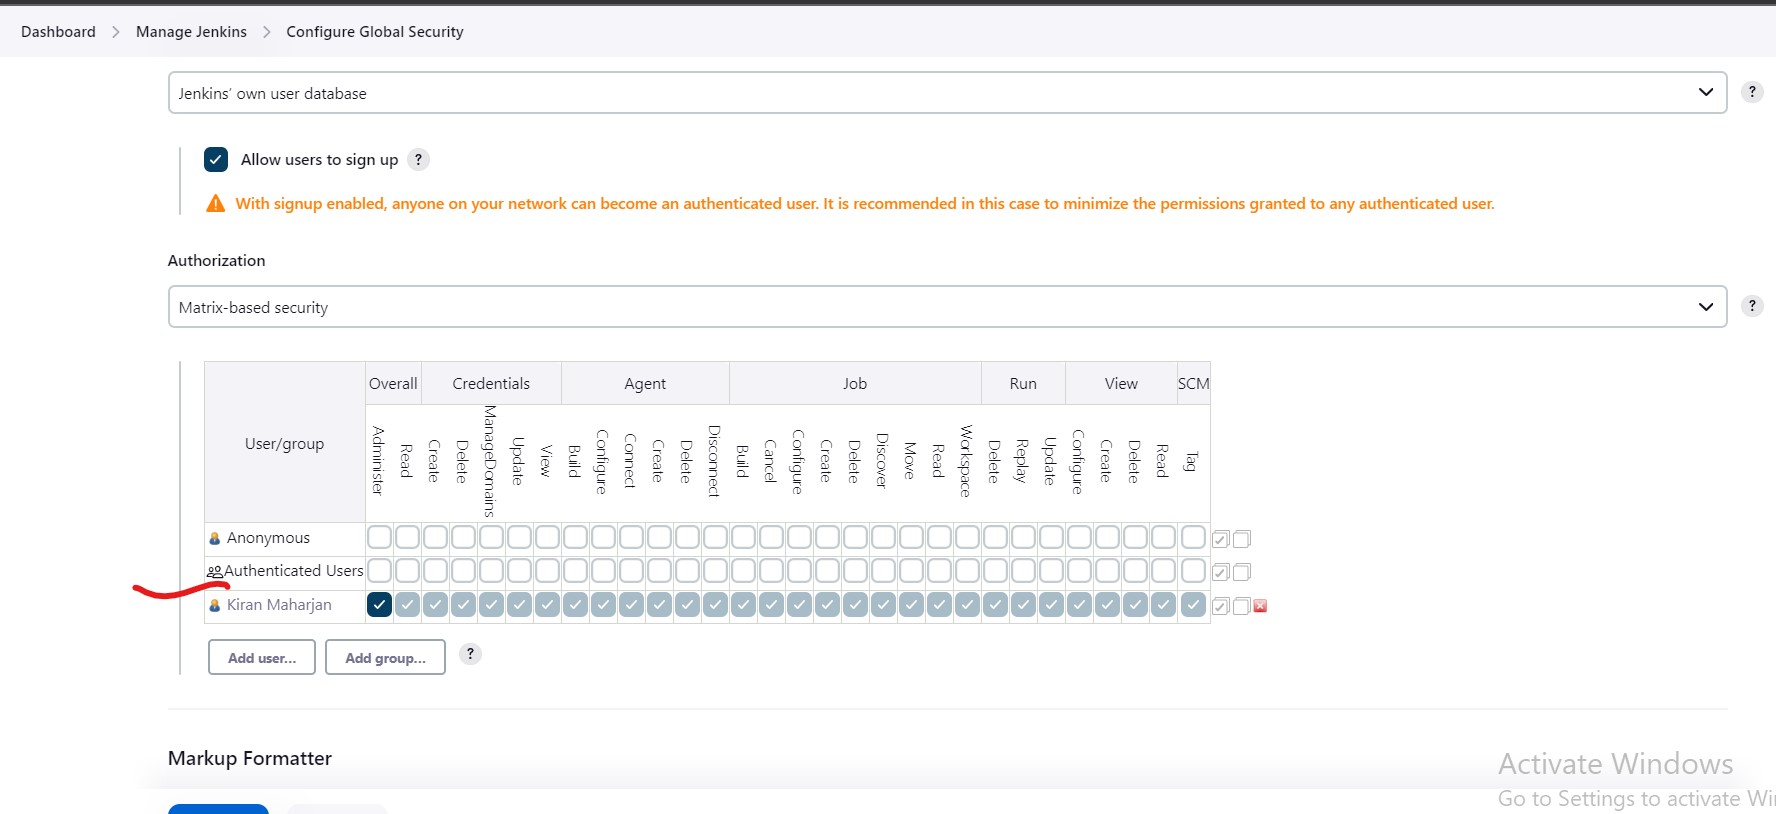 Dashboard > Manage Jenkins > Configure Global Security
Jenkins' own user database
?
Allow users to sign up ?
With signup enabled, anyone on your network can become an authenticated user. It is recommended in this case to minimize the permissions granted to any authenticated user.
Authorization
Matrix-based security
?
User/group
Overall Credentials Agent Job Run View SCM
Administer Read Create Delete ManageDomains Update View Build Configure Connect Create Delete Disconnect Build Cancel Configure Create Delete Discover Move Read Workspace Delete Replay Update Configure Create Delete Read Tag
Anonymous
Authenticated Users
Kiran Maharjan
Add user... Add group... ?
Markup Formatter
Activate Windows
Go to Settings to activate Wi